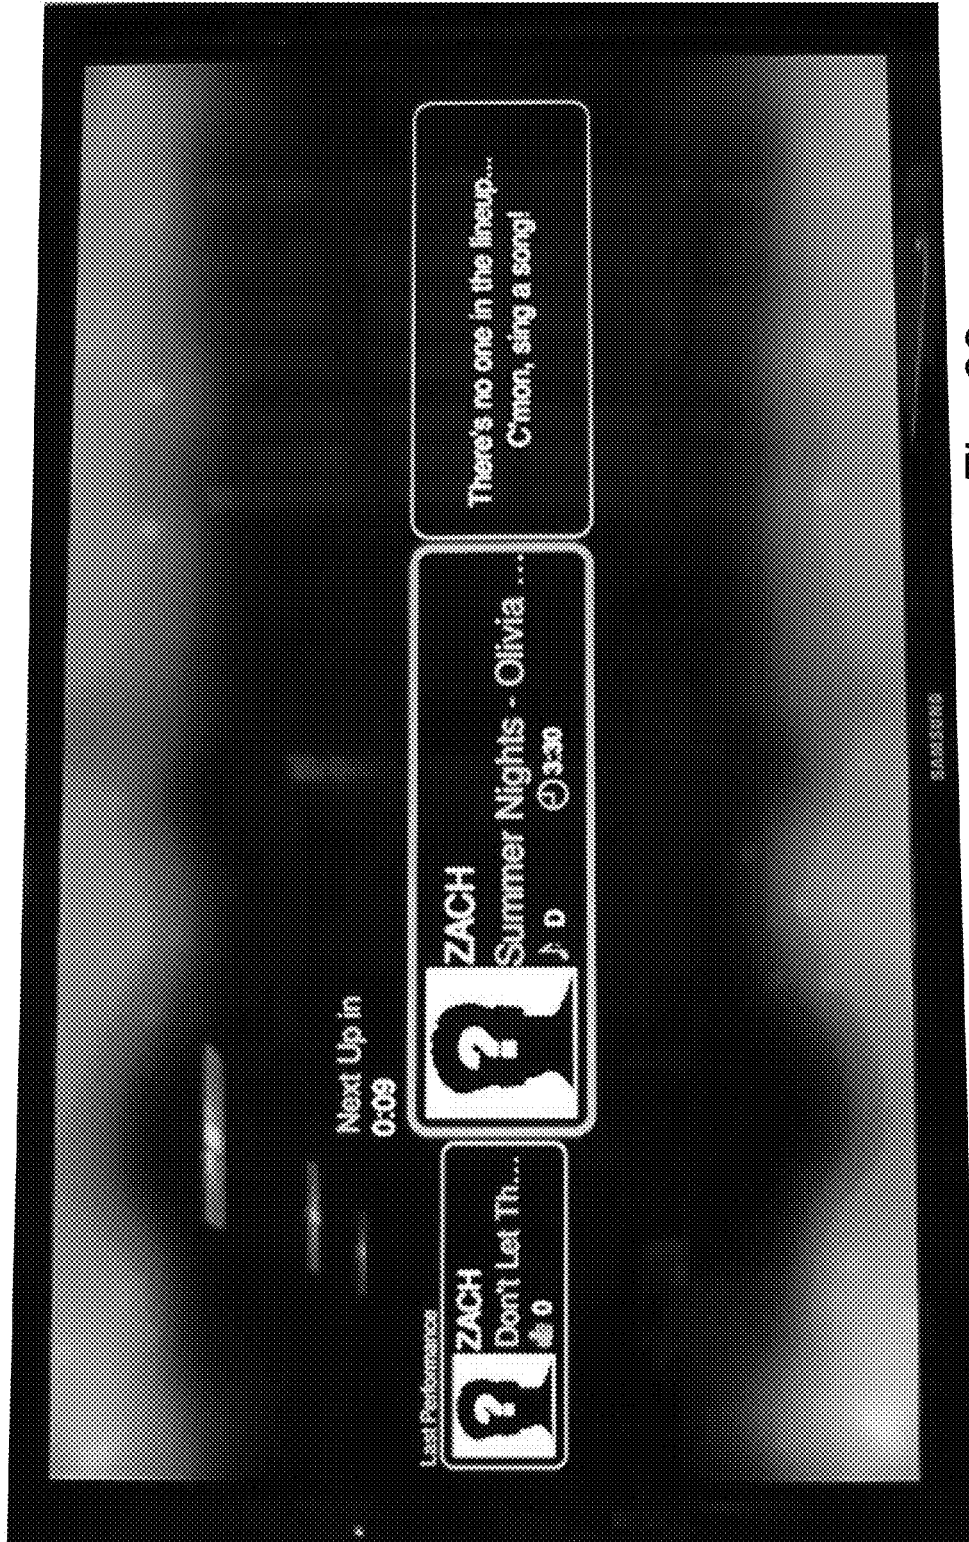 Last Performance
ZACH
Don't Let Th....
0
Next Up in
0:09
ZACH
Summer Nights - Olivia ...
♪ D
3:30
There's no one in the lineup...
C'mon, sing a song!
SAMSUNG